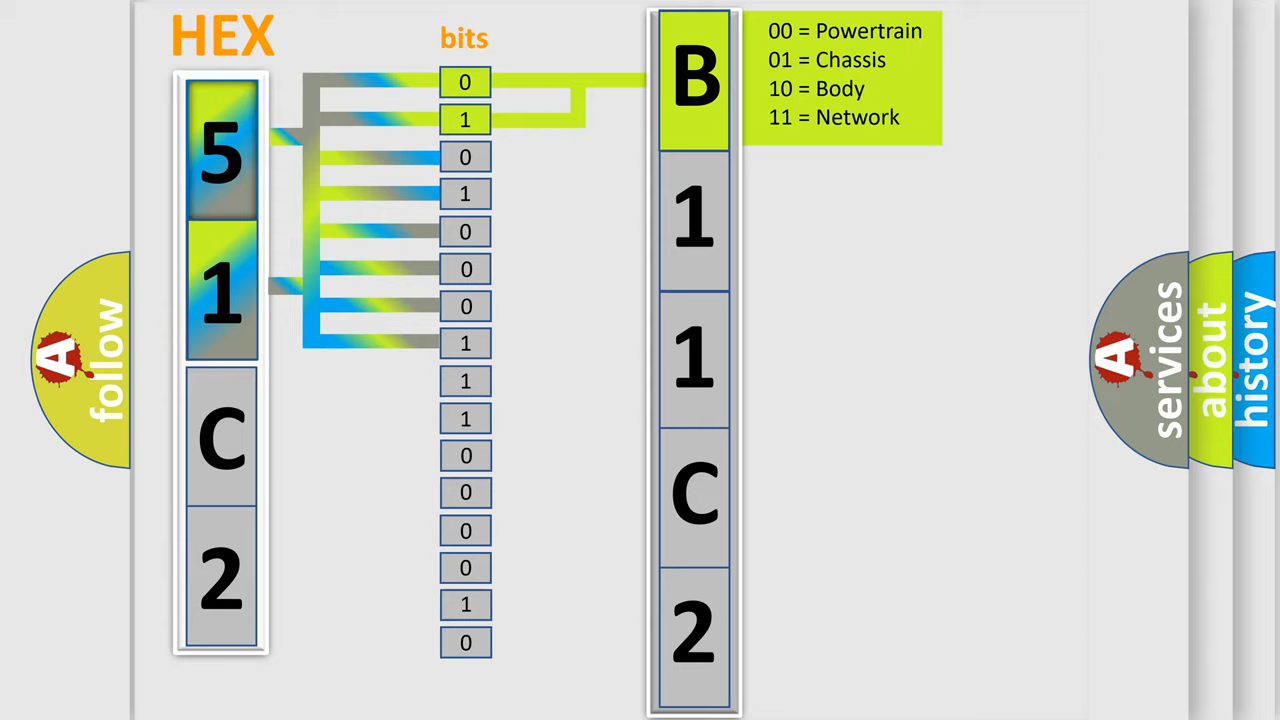 HEX
bits
5
1
C
2
0
1
0
1
0
0
0
1
1
1
0
0
0
0
1
0
B
1
1
C
2
00 = Powertrain
01 = Chassis
10 = Body
11 = Network
A follow
A services
about
history